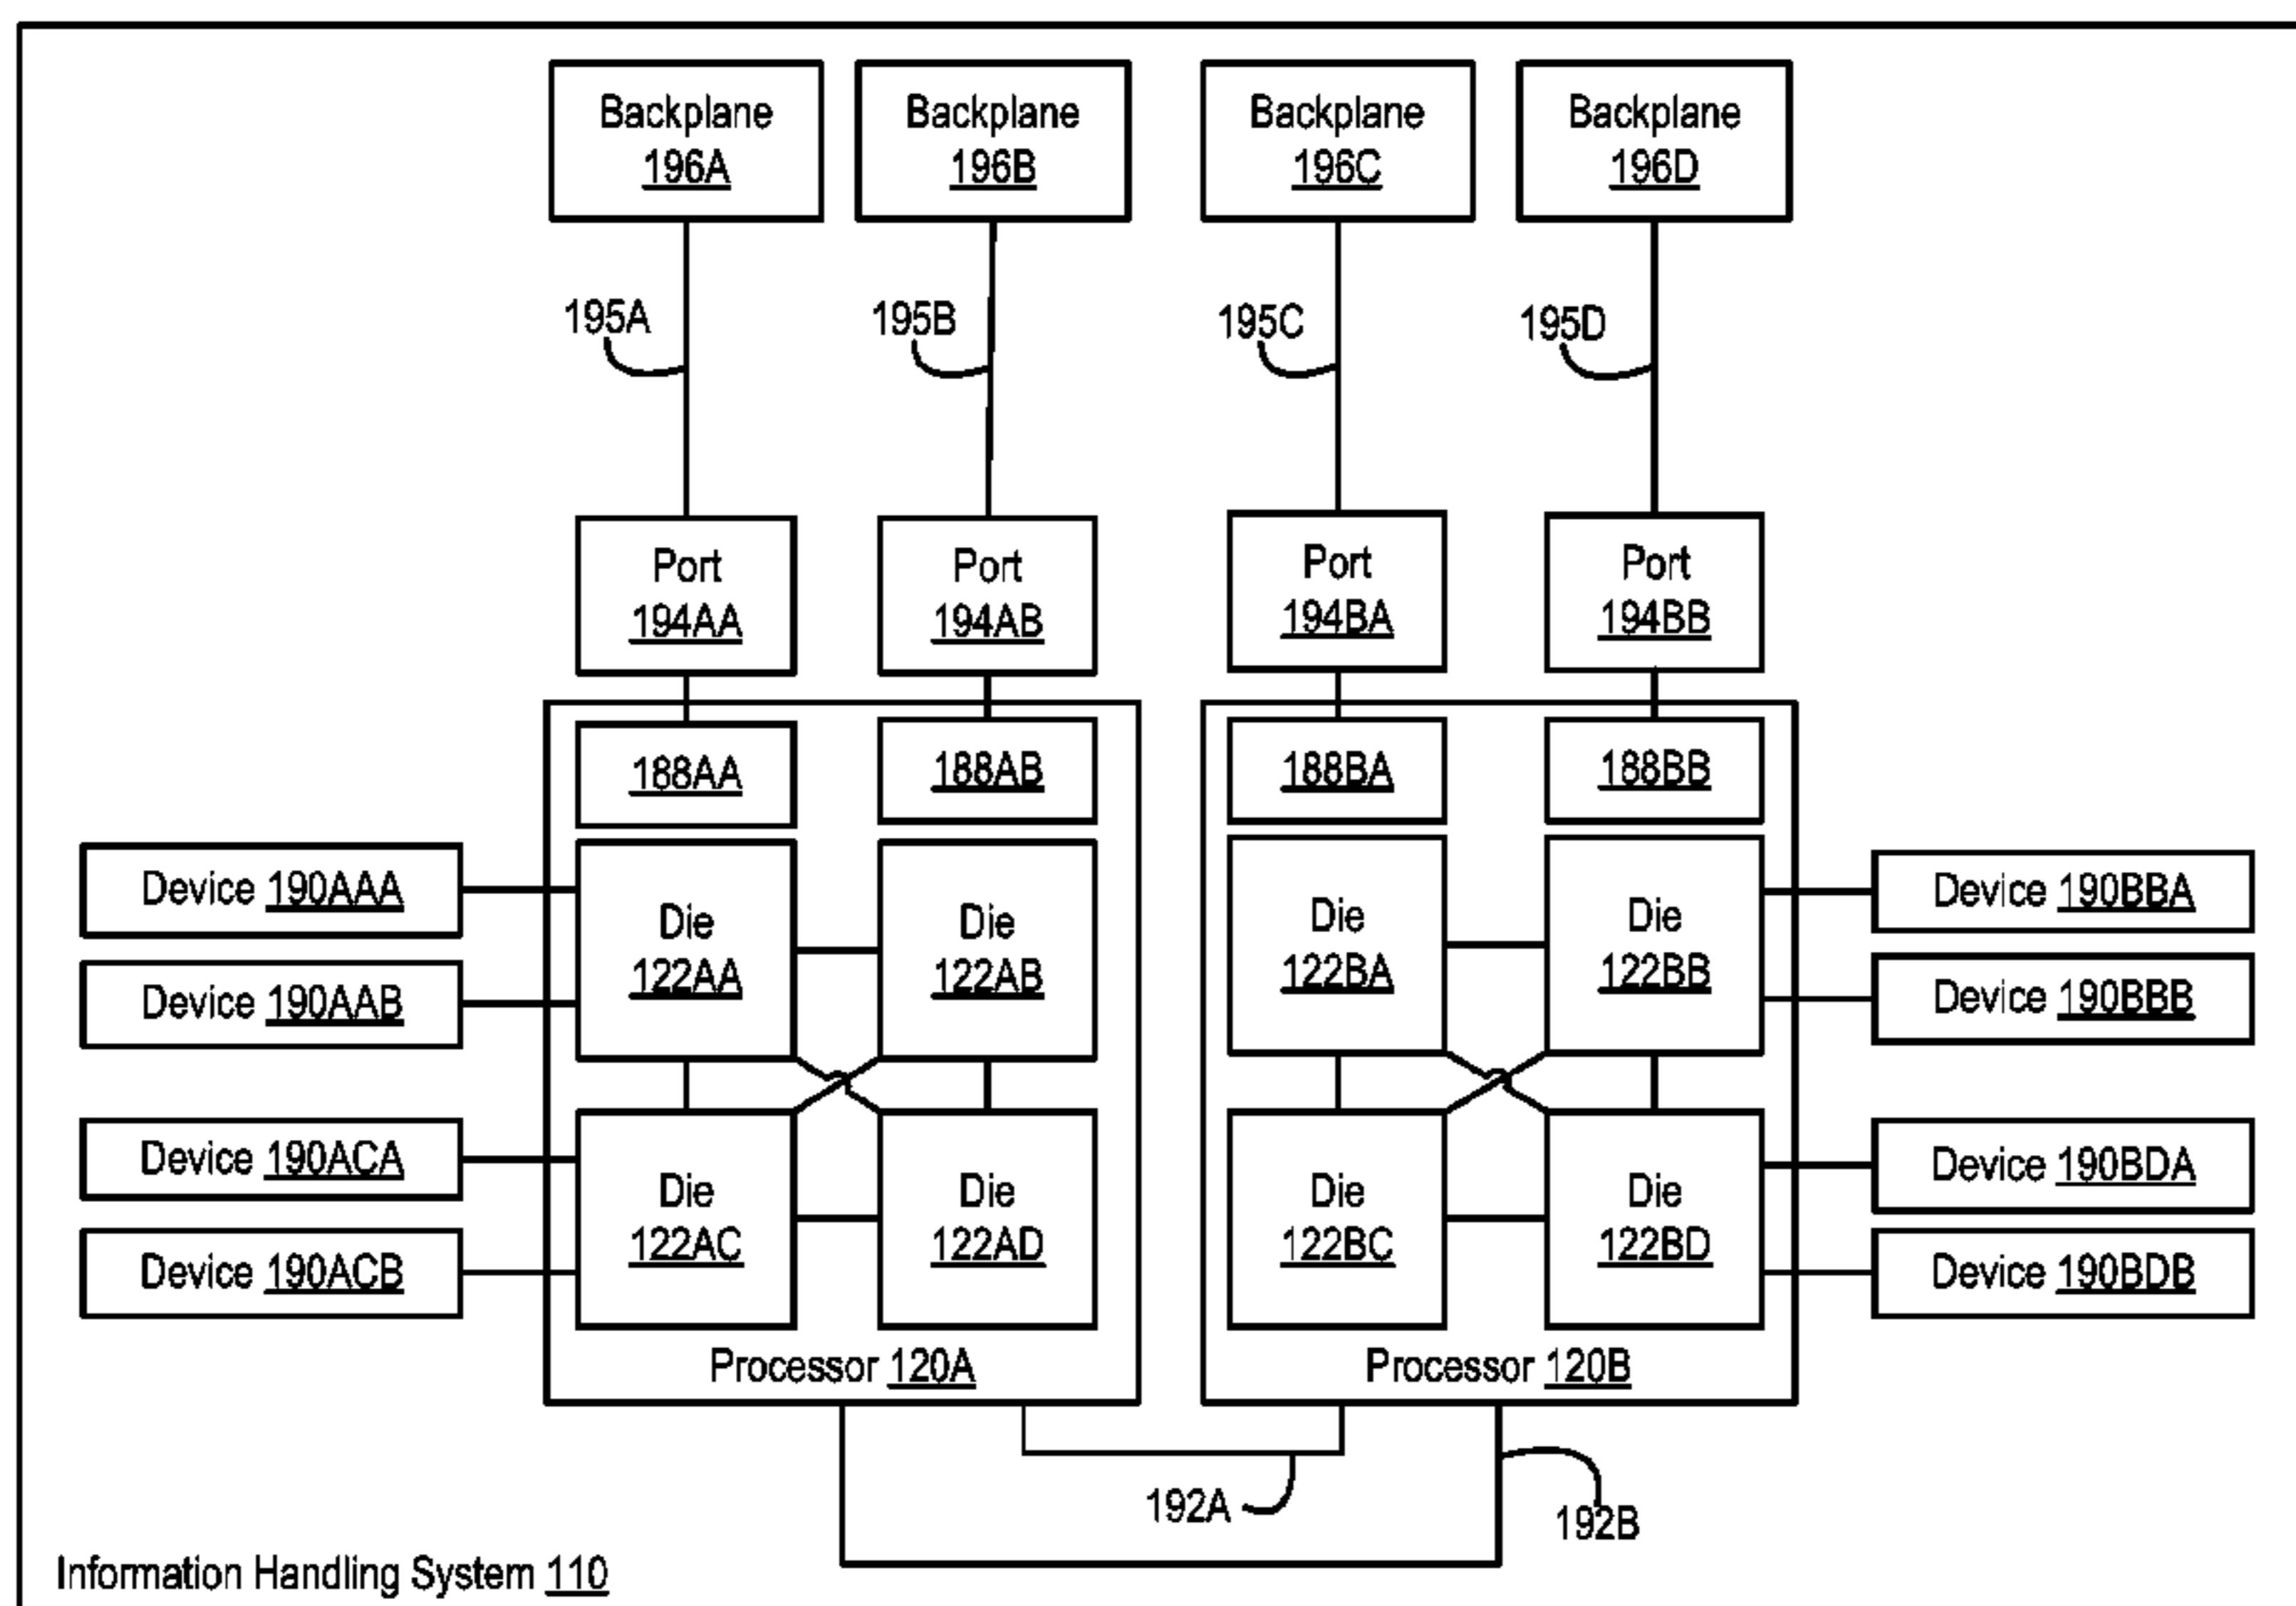 Backplane
196A
Backplane
196B
Backplane
196C
Backplane
196D
195A
195B
195C
195D
Port
194AA
Port
194AB
Port
194BA
Port
194BB
188AA
188AB
188BA
188BB
Device 190AAA
Device 190AAB
Die
122AA
Die
122AB
Die
122BA
Die
122BB
Device 190BBA
Device 190BBB
Device 190ACA
Device 190ACB
Die
122AC
Die
122AD
Die
122BC
Die
122BD
Device 190BDA
Device 190BDB
Processor 120A
Processor 120B
192A
192B
Information Handling System 110